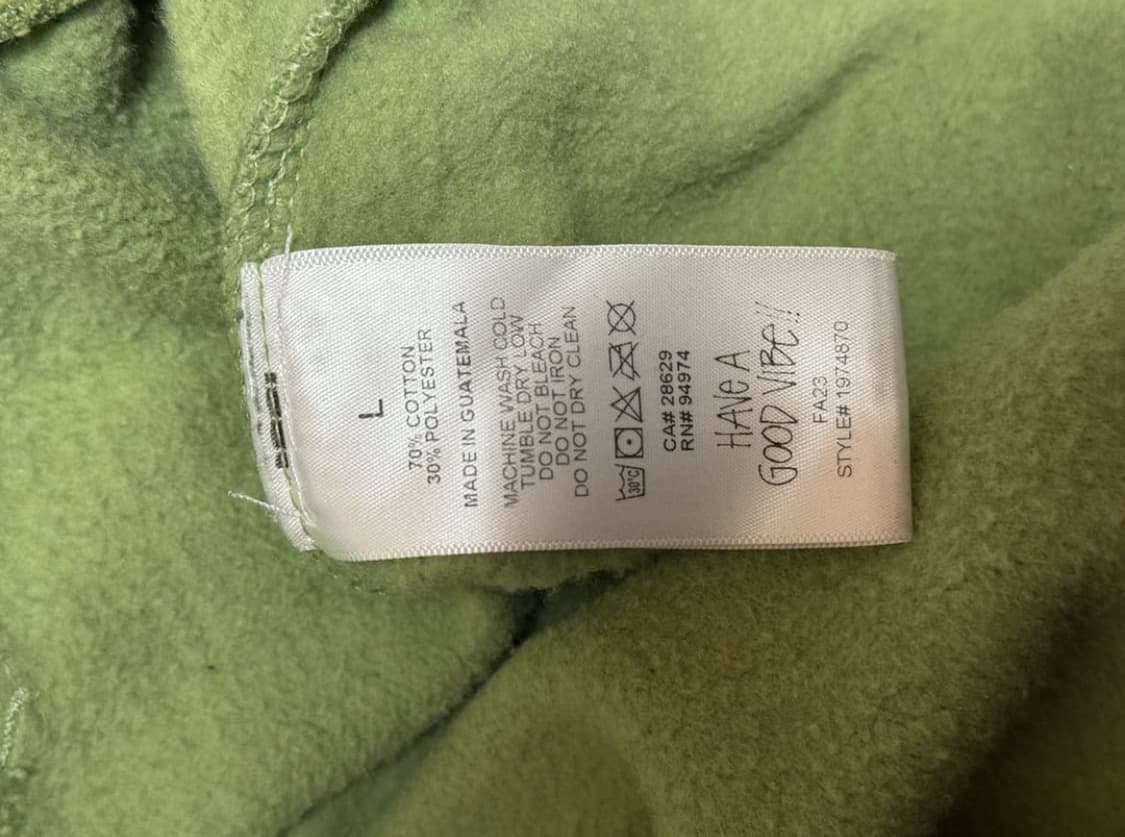 L
70% COTTON
30% POLYESTER
MADE IN GUATEMALA
MACHINE WASH COLD
TUMBLE DRY LOW
DO NOT BLEACH
DO NOT IRON
DO NOT DRY CLEAN
30°C
CA# 28629
RN# 94974
HAVE A
GOOD VIBE!!
FA23
STYLE# 1974870